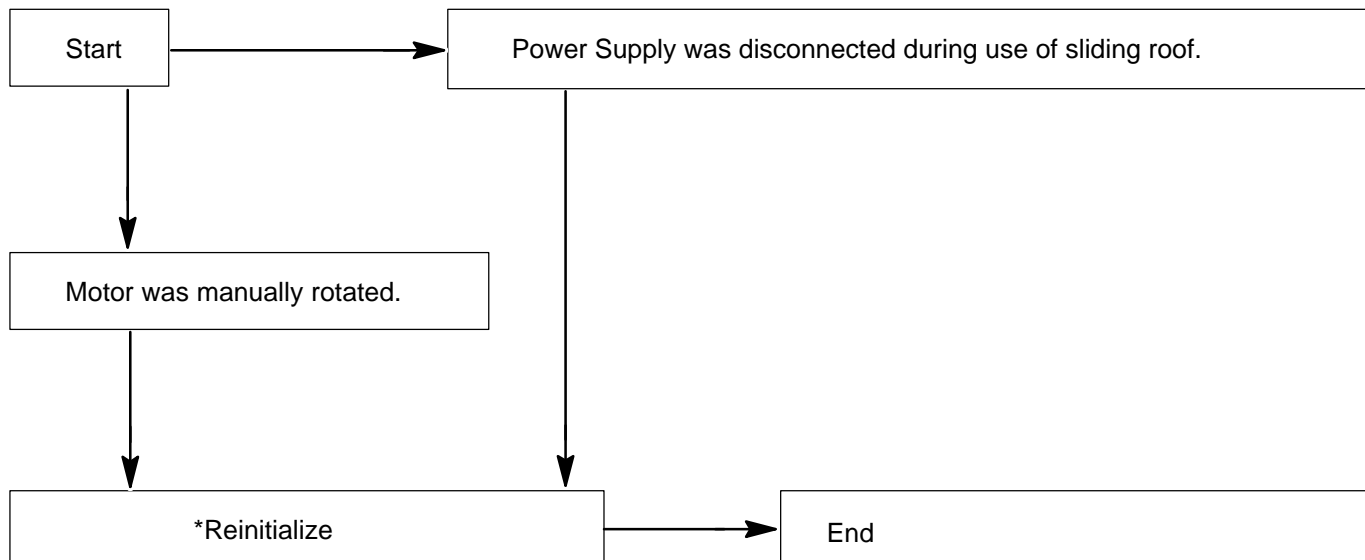 Start
Power Supply was disconnected during use of sliding roof.
Motor was manually rotated.
*Reinitialize
End